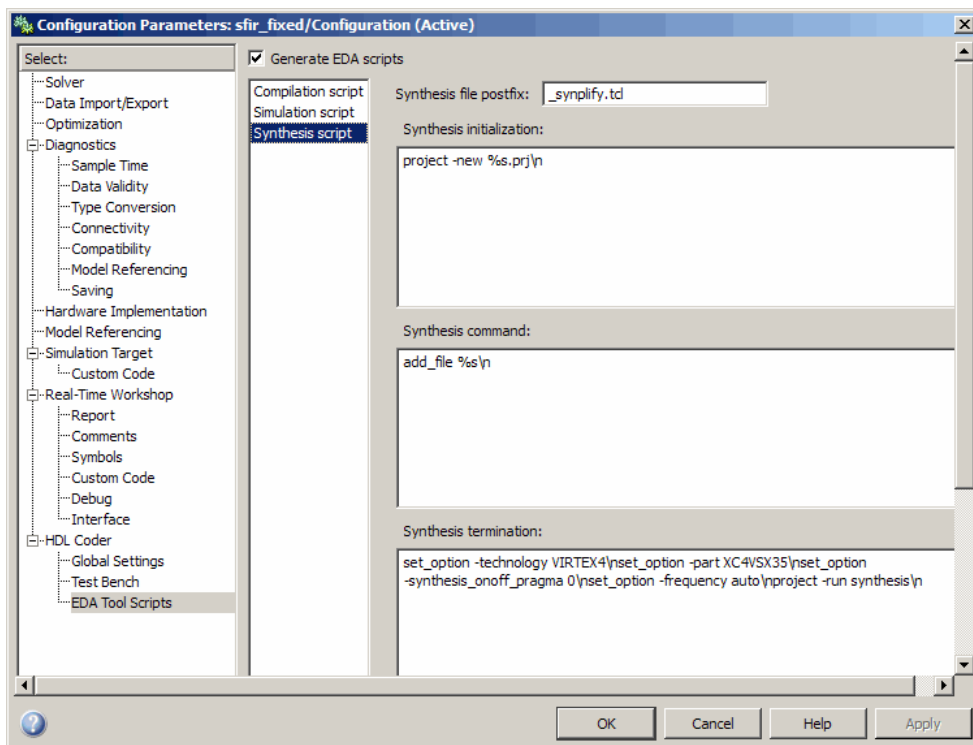 Configuration Parameters: sfir_fixed/Configuration (Active)
Select:
Solver
Data Import/Export
Optimization
Diagnostics
Sample Time
Data Validity
Type Conversion
Connectivity
Compatibility
Model Referencing
Saving
Hardware Implementation
Model Referencing
Simulation Target
Custom Code
Real-Time Workshop
Report
Comments
Symbols
Custom Code
Debug
Interface
HDL Coder
Global Settings
Test Bench
EDA Tool Scripts
Generate EDA scripts
Compilation script
Simulation script
Synthesis script
Synthesis file postfix: _synplify.tcl
Synthesis initialization:
project -new %s.prj\n
Synthesis command:
add_file %s\n
Synthesis termination:
set_option -technology VIRTEX4\nset_option -part XC4VSX35\nset_option
-synthesis_onoff_pragma 0\nset_option -frequency auto\nproject -run synthesis\n
OK Cancel Help Apply